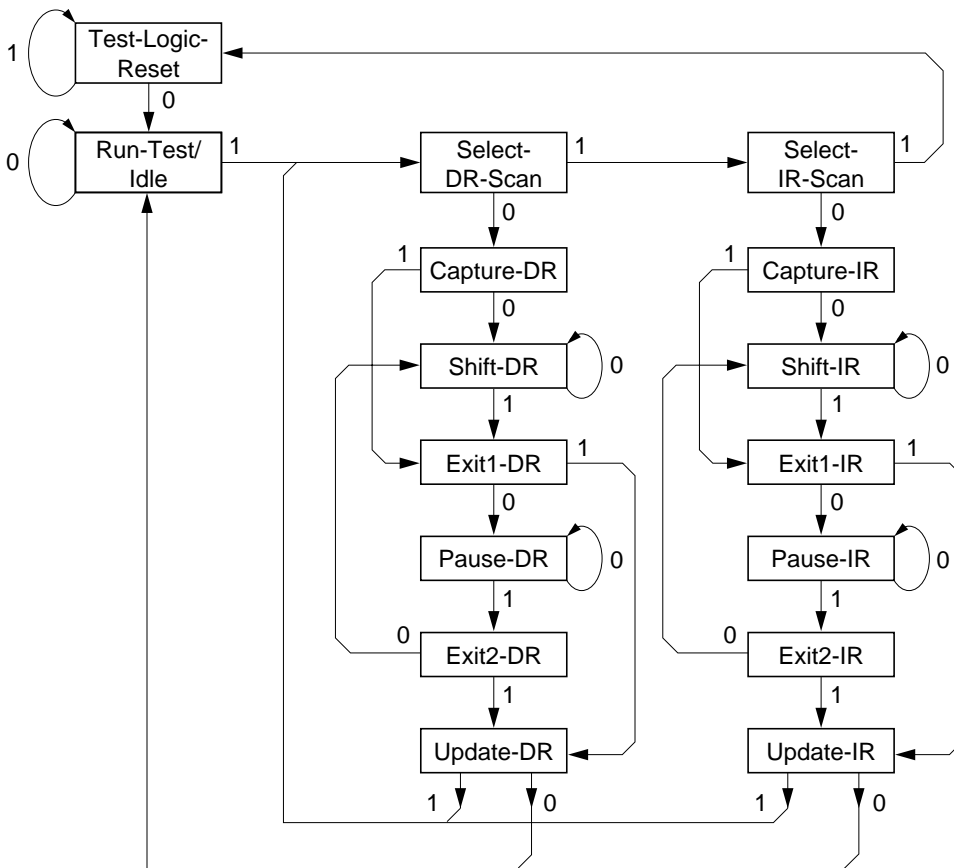 1
Test-Logic-
Reset
0
0
Run-Test/
Idle
1
Select-
DR-Scan
1
Select-
IR-Scan
1
0
0
1
Capture-DR
1
Capture-IR
0
0
Shift-DR
0
Shift-IR
0
1
1
Exit1-DR
1
Exit1-IR
1
0
0
Pause-DR
0
Pause-IR
0
1
1
0
Exit2-DR
0
Exit2-IR
1
1
Update-DR
Update-IR
1
0
1
0